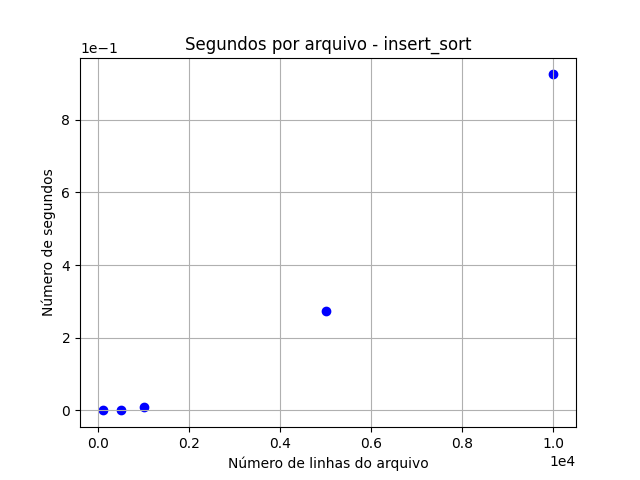 Segundos por arquivo - insert_sort
1e−1
8
6
4
2
0
Número de segundos
0.0 0.2 0.4 0.6 0.8 1.0
1e4
Número de linhas do arquivo